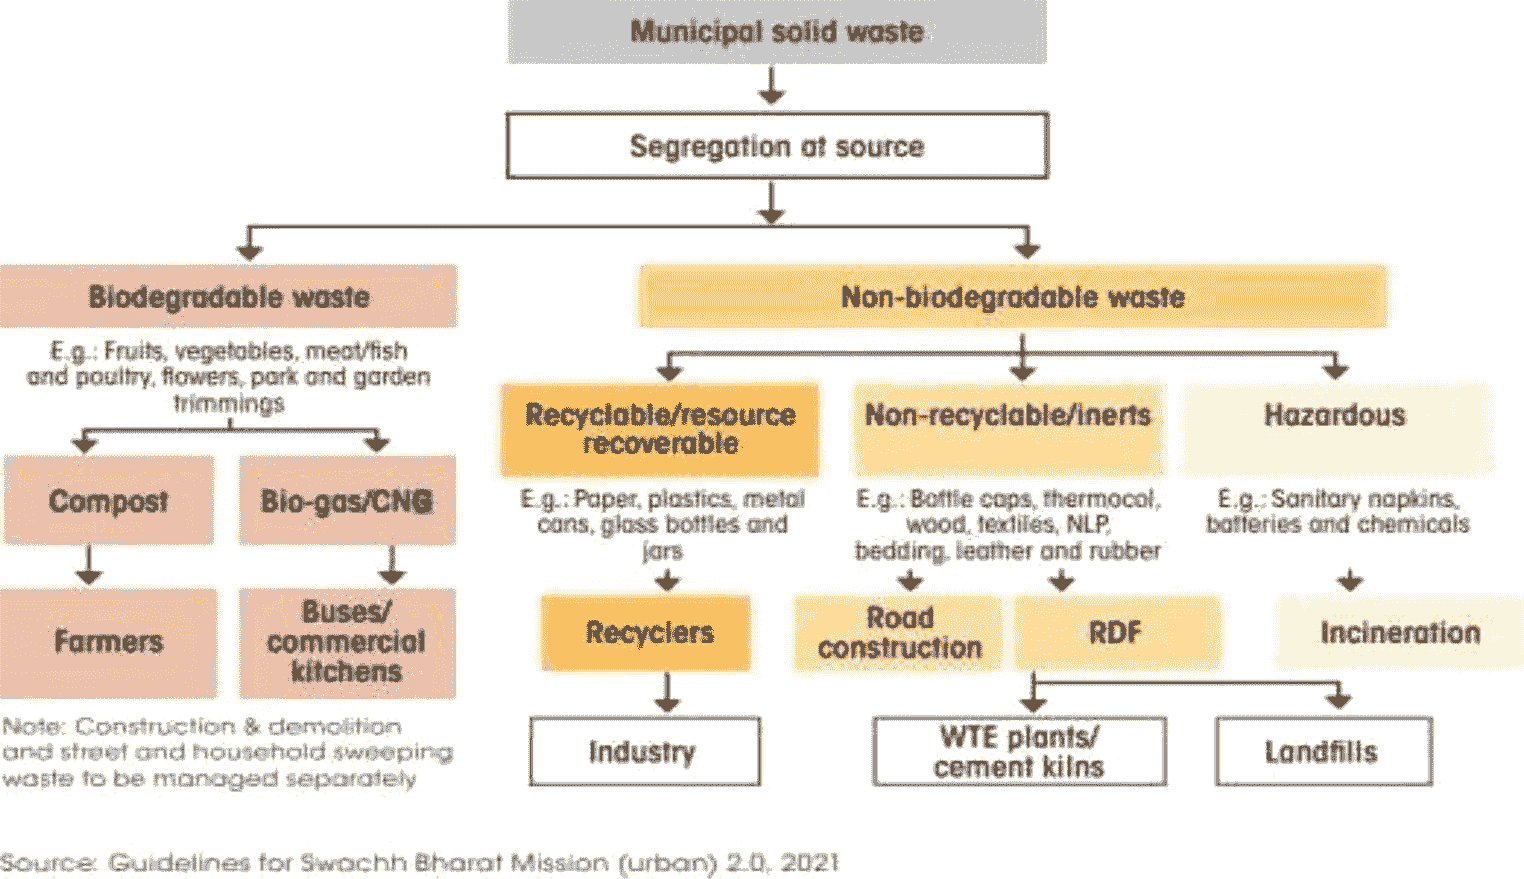 Municipal solid waste
Segregation at source
Biodegradable waste
E.g.: Fruits, vegetables, meat/fish
and poultry, flowers, park and garden
trimmings
Compost
Bio-gas/CNG
Farmers
Buses/
commercial
kitchens
Note: Construction & demolition
and street and household sweeping
waste to be managed separately
Non-biodegradable waste
Recyclable/resource
recoverable
E.g.: Paper, plastics, metal
cans, glass bottles and
jars
Recyclers
Industry
Non-recyclable/inerts
E.g.: Bottle caps, thermocol,
wood, textiles, NLP,
bedding, leather and rubber
Road
construction
RDF
WTE plants/
cement kilns
Landfills
Hazardous
E.g.: Sanitary napkins,
batteries and chemicals
Incineration
Source: Guidelines for Swachh Bharat Mission (urban) 2.0, 2021